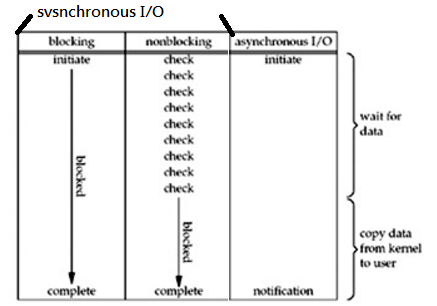 svsnchronous I/O
blocking nonblocking asynchronous I/O
initiate check initiate
check
check
check
check
check
check
check
check
wait for
data
blocked
blocked
copy data
from kernel
to user
complete complete notification